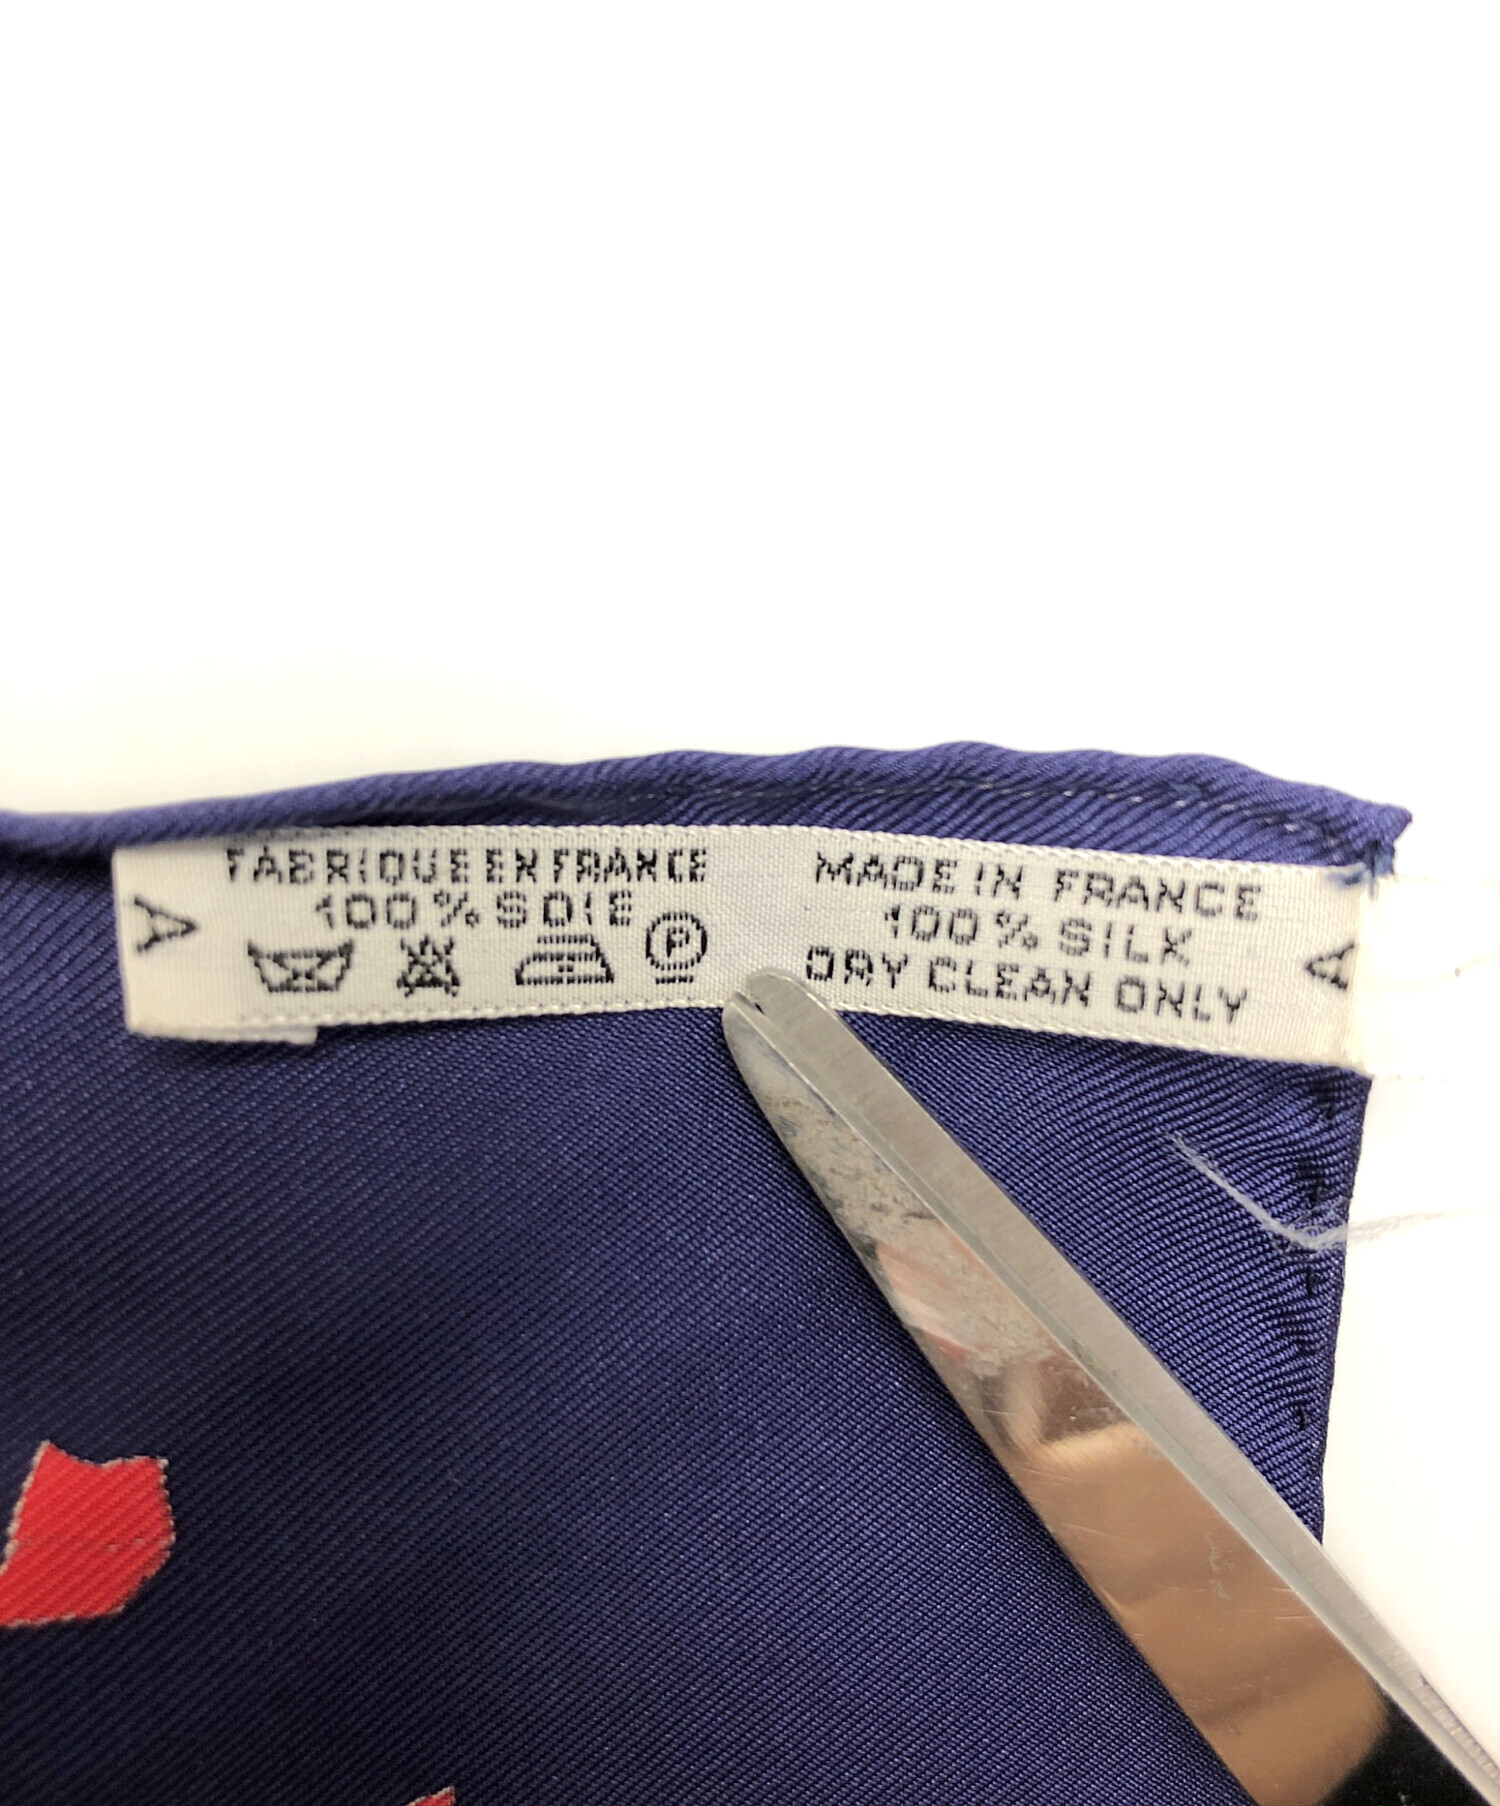 A
FABRIQUE EN FRANCE
100% SOIE
P
MADE IN FRANCE
100% SILK
DRY CLEAN ONLY
A